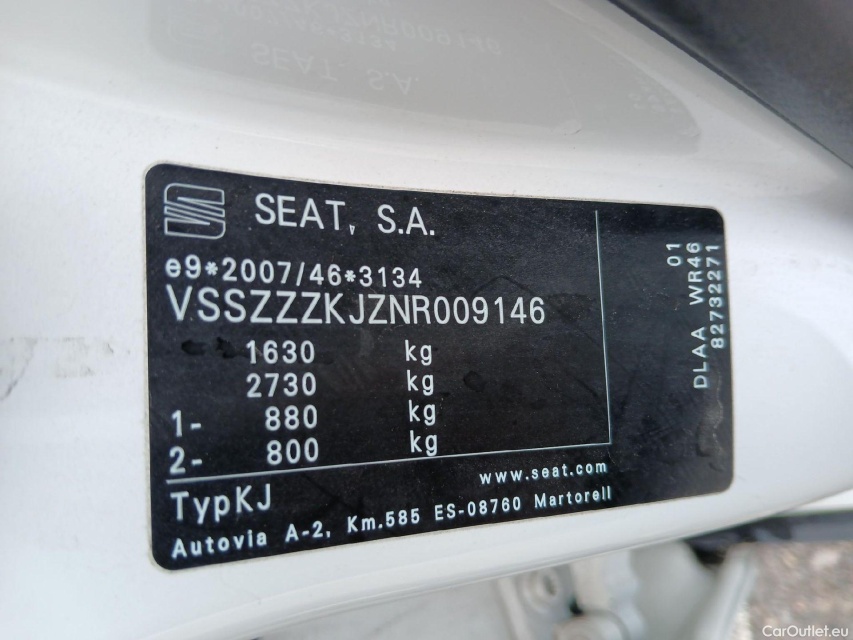 SEAT, S.A.
e9*2007/46*3134
VSSZZZKJZNR009146
1630 kg
2730 kg
1- 880 kg
2- 800 kg
TypKJ
www.seat.com
Autovia A-2, Km.585 ES-08760 Martorell
01
DLAA WR46
82732271
CarOutlet.eu